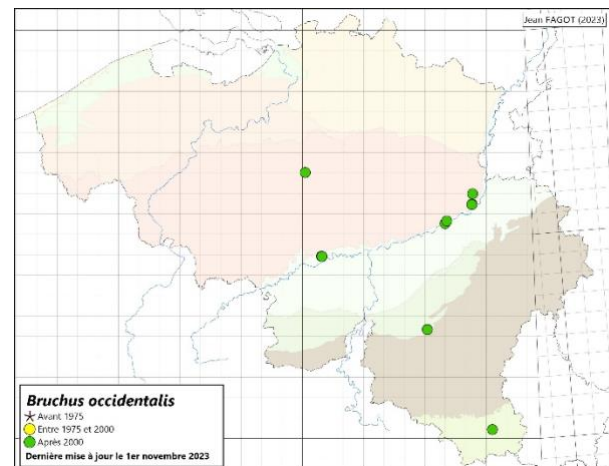 Jean FAGOT (2023)
Bruchus occidentalis
Avant 1975
Entre 1975 et 2000
Après 2000
Dernière mise à jour le 1er novembre 2023